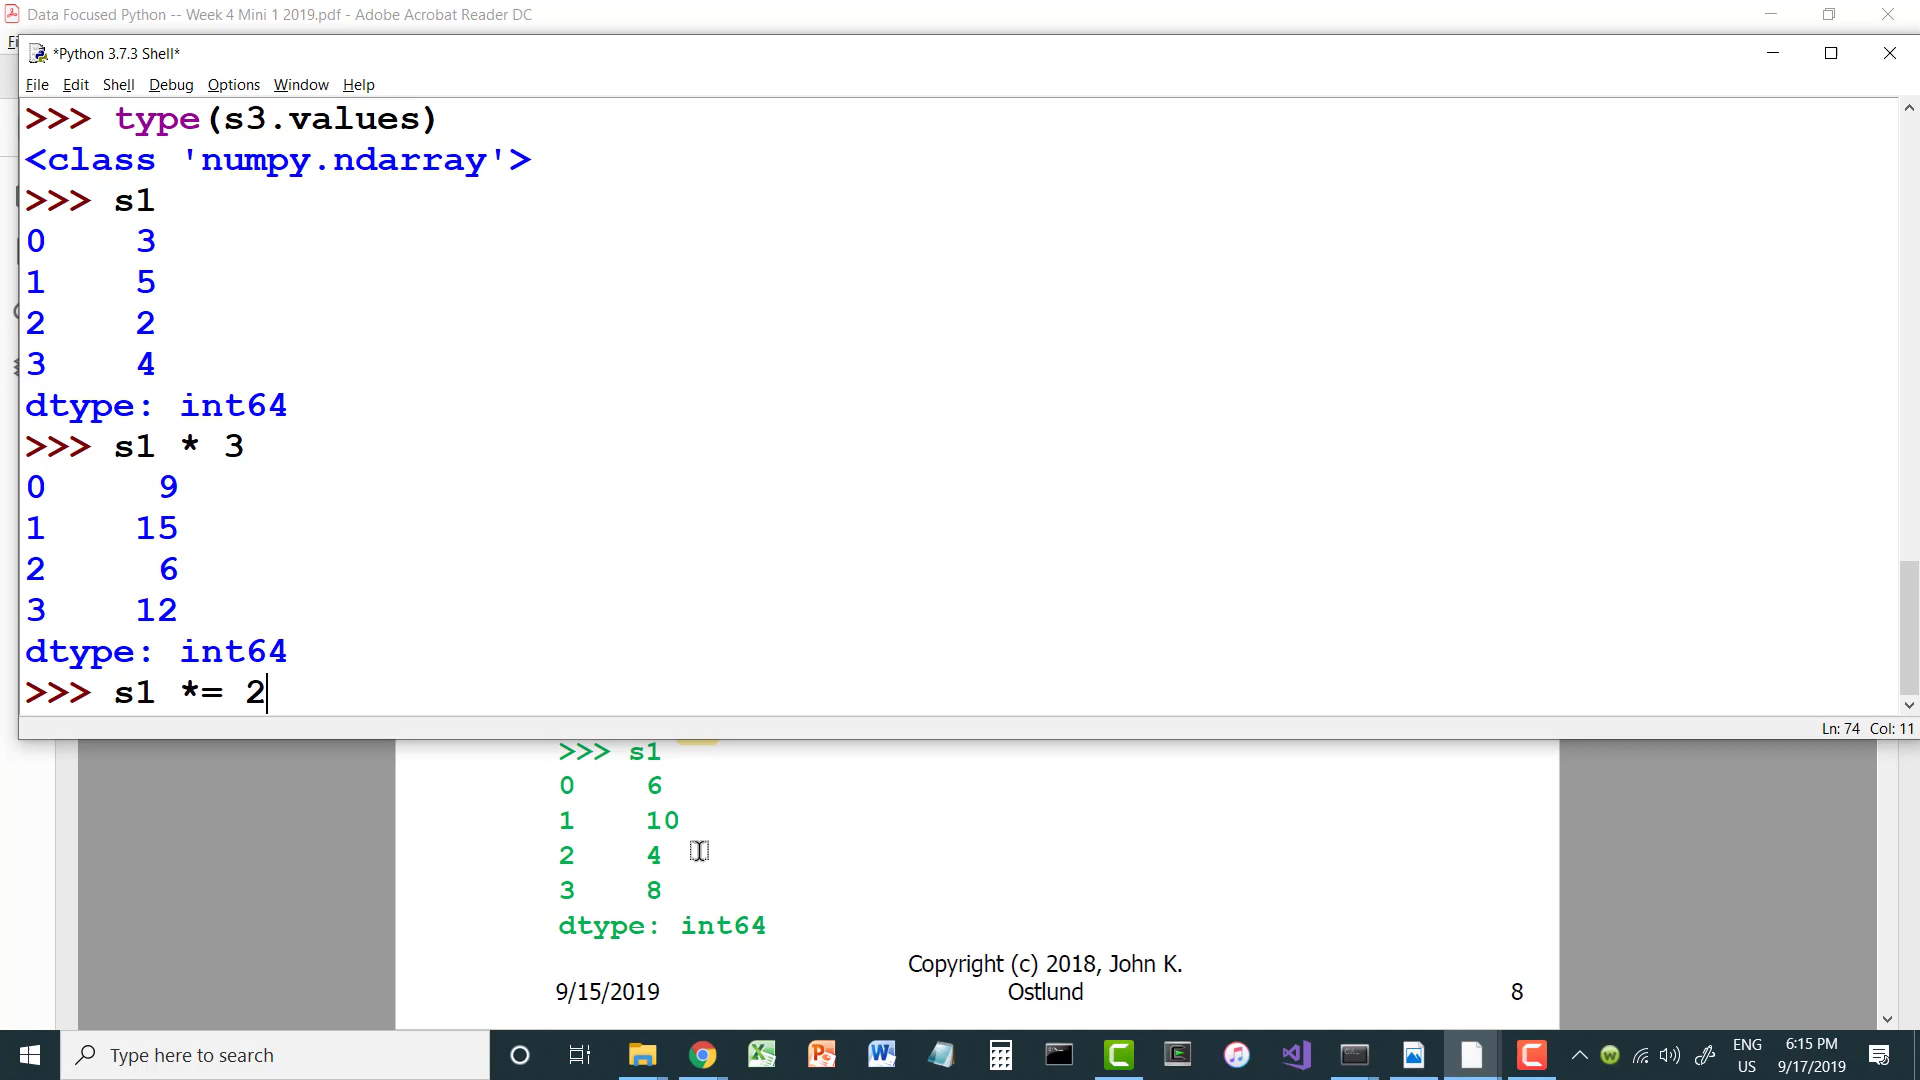 Data Focused Python -- Week 4 Mini 1 2019.pdf - Adobe Acrobat Reader DC
Fi
*Python 3.7.3 Shell*
File Edit Shell Debug Options Window Help
>>> type(s3.values)
<class 'numpy.ndarray'>
>>> s1
0 3
1 5
2 2
3 4
dtype: int64
>>> s1 * 3
0 9
1 15
2 6
3 12
dtype: int64
>>> s1 *= 2
Ln: 74 Col: 11
>>> s1
0 6
1 10
2 4
3 8
dtype: int64
Copyright (c) 2018, John K.
9/15/2019 Ostlund 8
Type here to search
ENG 6:15 PM
US 9/17/2019